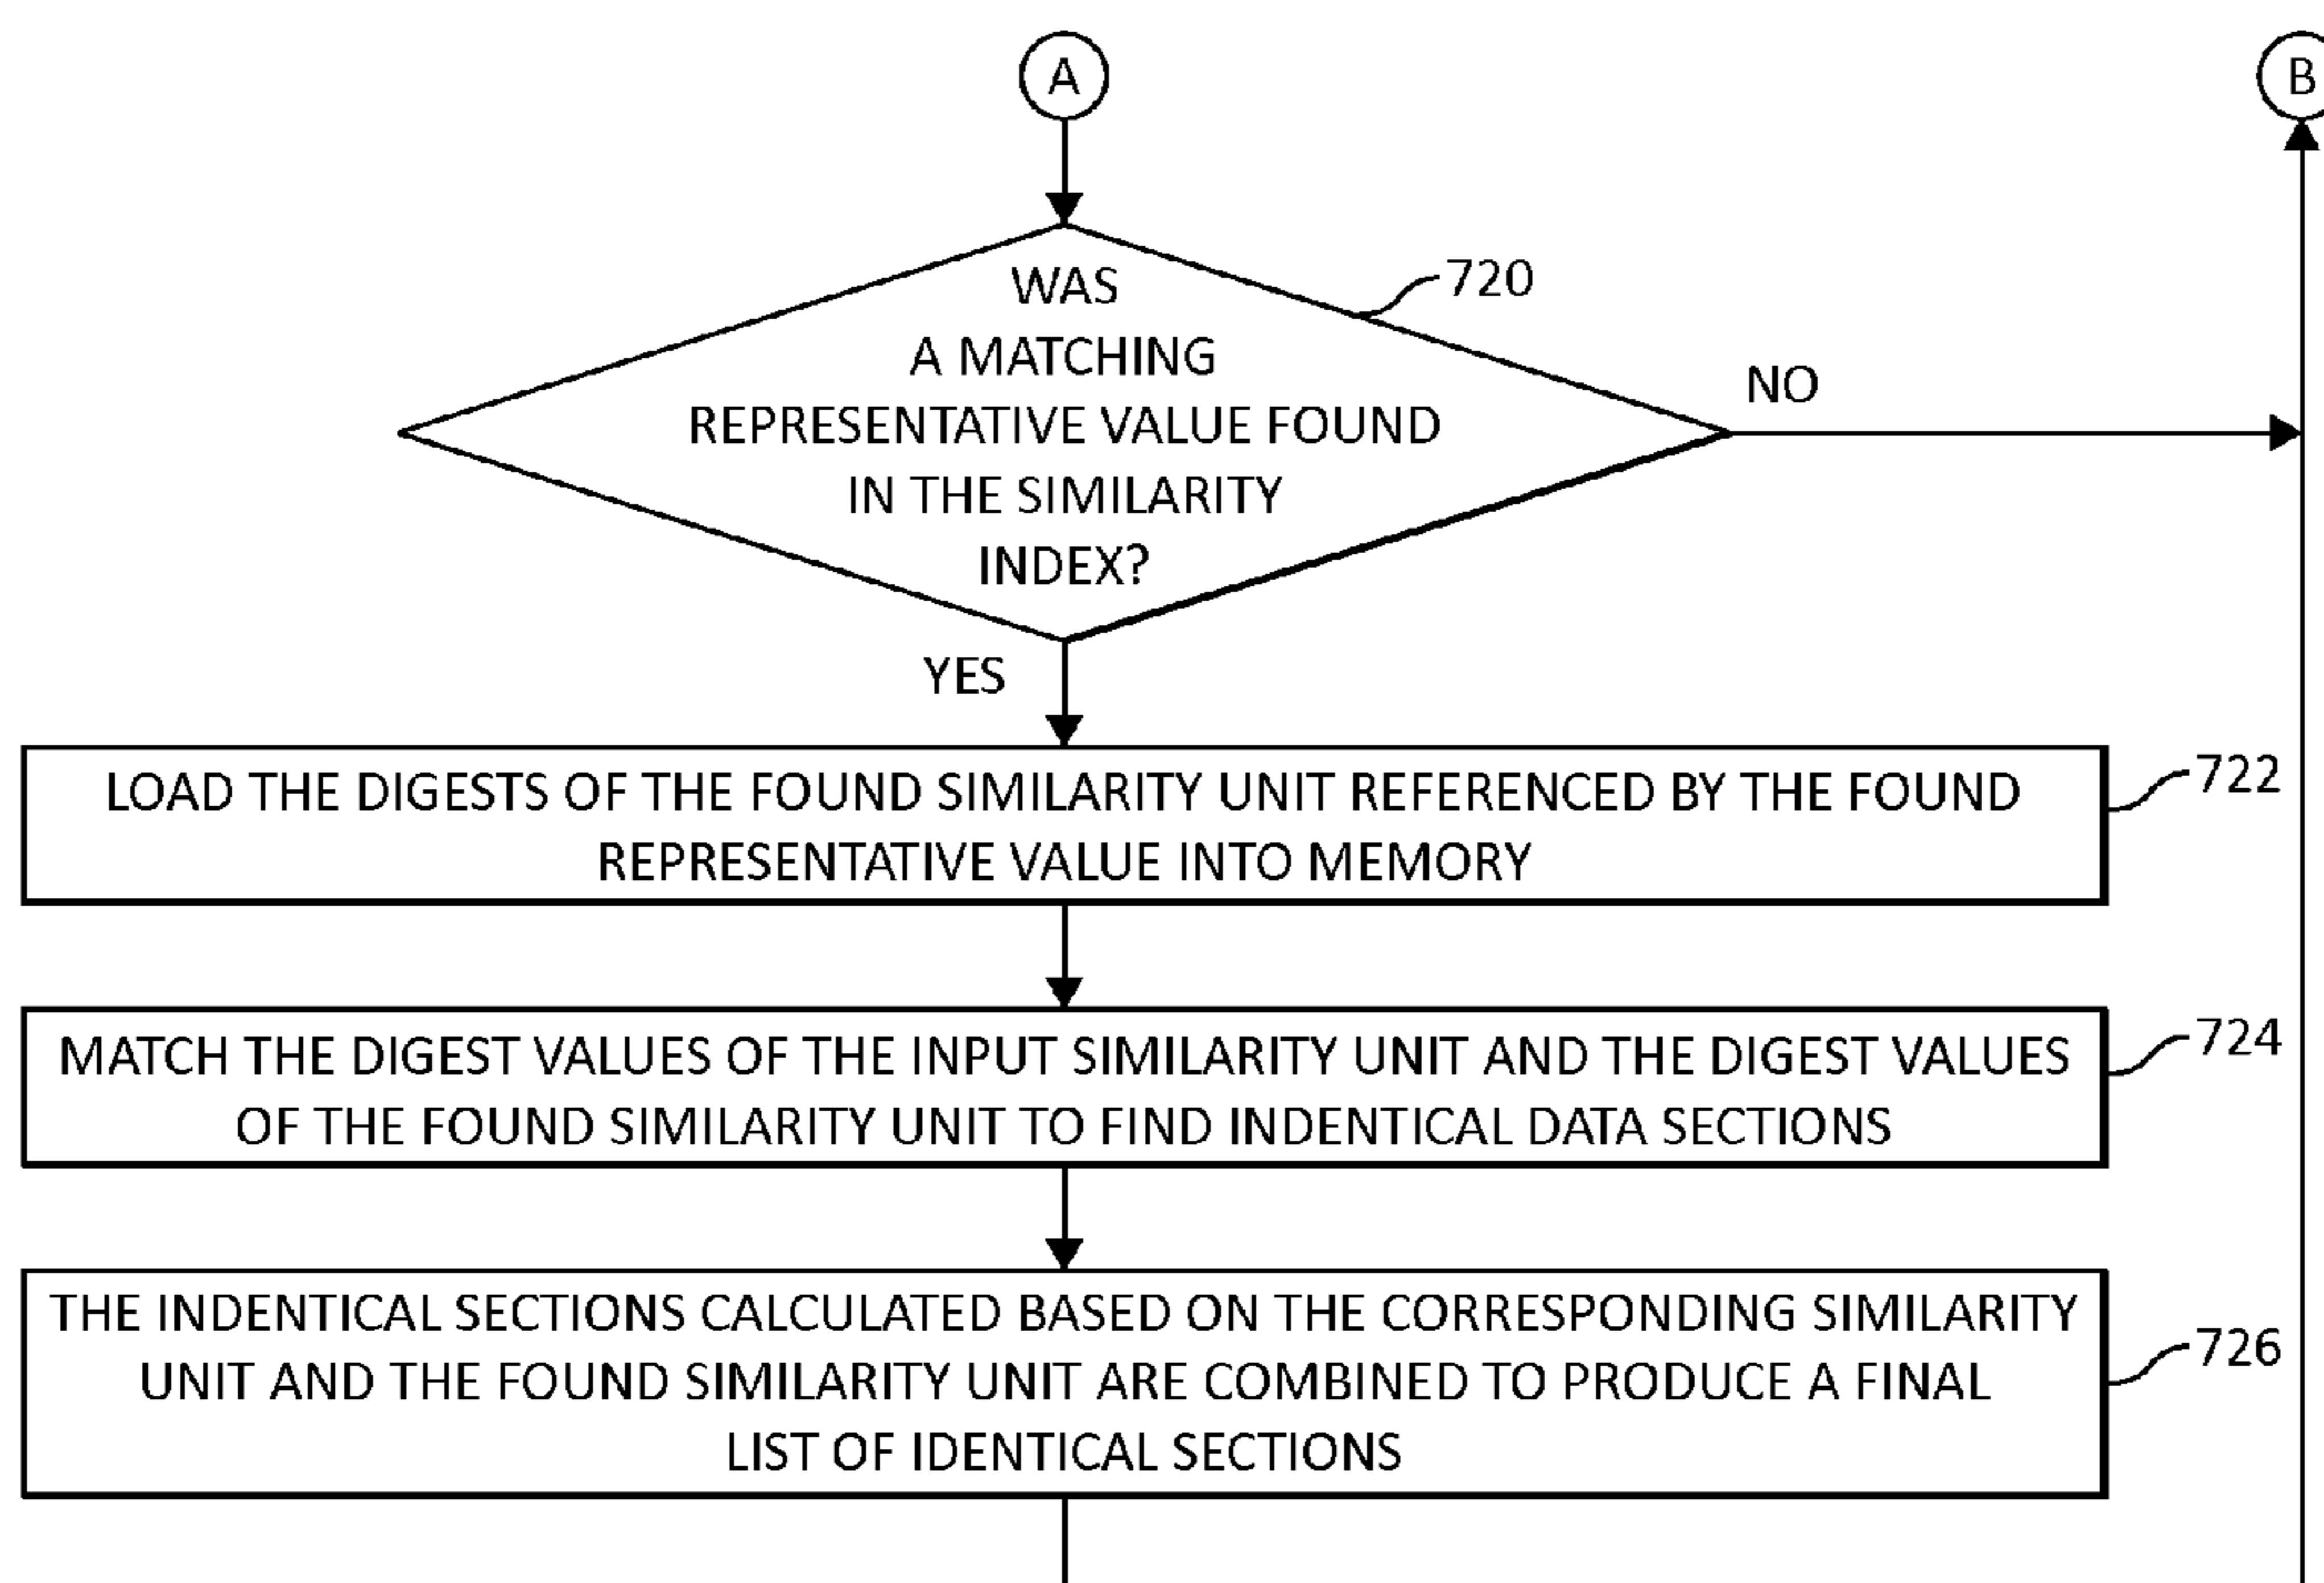 A
B
WAS
A MATCHING
REPRESENTATIVE VALUE FOUND
IN THE SIMILARITY
INDEX?
720
NO
YES
LOAD THE DIGESTS OF THE FOUND SIMILARITY UNIT REFERENCED BY THE FOUND
REPRESENTATIVE VALUE INTO MEMORY
722
MATCH THE DIGEST VALUES OF THE INPUT SIMILARITY UNIT AND THE DIGEST VALUES
OF THE FOUND SIMILARITY UNIT TO FIND INDENTICAL DATA SECTIONS
724
THE INDENTICAL SECTIONS CALCULATED BASED ON THE CORRESPONDING SIMILARITY
UNIT AND THE FOUND SIMILARITY UNIT ARE COMBINED TO PRODUCE A FINAL
LIST OF IDENTICAL SECTIONS
726